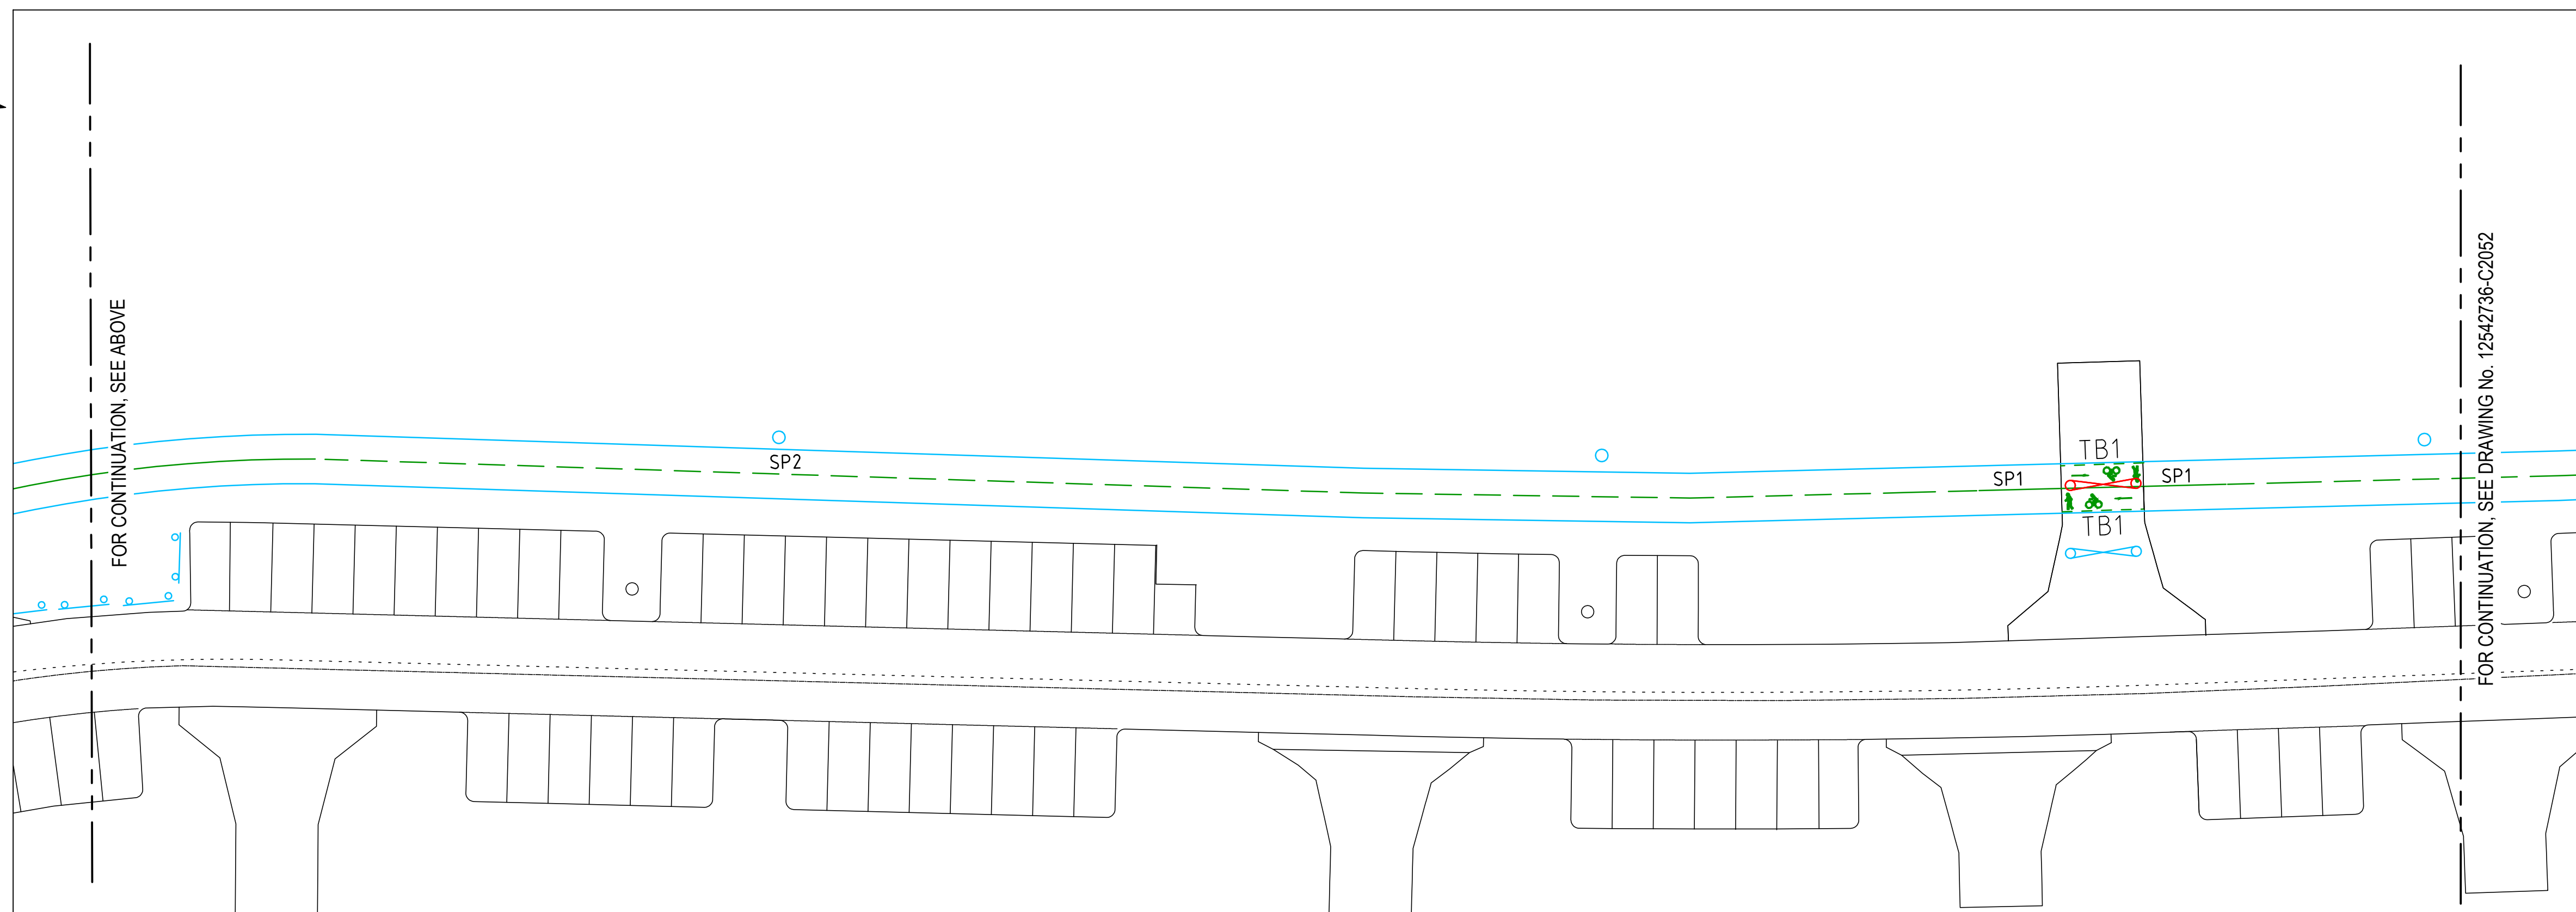 FOR CONTINUATION, SEE ABOVE
SP2
SP1
TB1
SP1
TB1
FOR CONTINUATION, SEE DRAWING No. 12542736-C2052